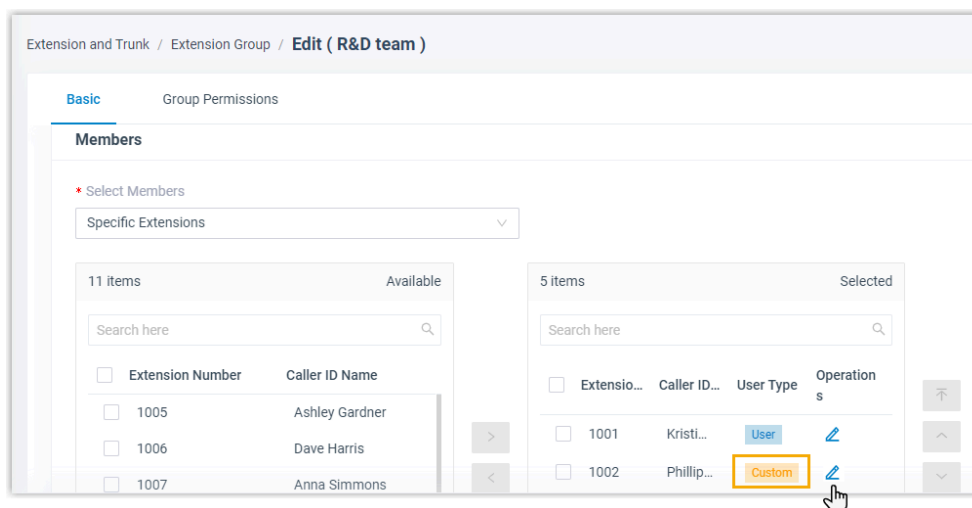 Extension and Trunk / Extension Group / Edit ( R&D team )
Basic Group Permissions
Members
* Select Members
Specific Extensions
11 items Available
Search here
Extension Number Caller ID Name
1005 Ashley Gardner
1006 Dave Harris
1007 Anna Simmons
5 items Selected
Search here
Extensio... Caller ID... User Type Operation
s
1001 Kristi... User
1002 Phillip... Custom